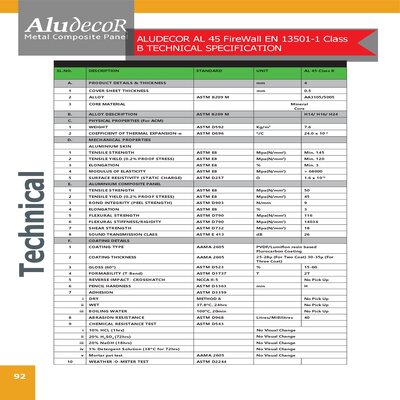 AludecoR
Metal Composite Panel
ALUDECOR AL 45 FireWall EN 13501-1 Class
B TECHNICAL SPECIFICATION
SL.NO. DESCRIPTION STANDARD UNIT AL 45-Class B
A. PRODUCT DETAILS & THICKNESS mm 4
1 COVER SHEET THICKNESS mm 0.5
2 ALLOY ASTM B209 M AA3105/5005
3 CORE MATERIAL Mineral
Core
B. ALLOY DESCRIPTION ASTM B209 M H14/ H16/ H24
C. PHYSICAL PROPERTIES (For ACM)
1 WEIGHT ASTM D592 Kg/m² 7.6
2 COEFFICIENT OF THERMAL EXPANSION-α ASTM D696 °/C
D. MECHANICAL PROPERTIES
ALUMINIUM SKIN
1 TENSILE STRENGTH ASTM E8 Mpa(N/mm²) Min. 145
2 TENSILE YIELD (0.2% PROOF STRESS) ASTM E8 Mpa(N/mm²) Min. 120
3 ELONGATION ASTM E8 % Min. 3
4 MODULUS OF ELASTICITY ASTM E8 Mpa(N/mm²) > 66000
5 SURFACE RESISTIVITY (STATIC CHARGE) ASTM D257 Ω
E. ALUMINIUM COMPOSITE PANEL
1 TENSILE STRENGTH ASTM E8 Mpa(N/mm²) 50
2 TENSILE YIELD (0.2% PROOF STRESS) ASTM E8 Mpa(N/mm²) 45
3 BOND INTEGRITY (PEEL STRENGTH) ASTM D903 N/mm 9
4 ELONGATION ASTM E8 % 5
5 FLEXURAL STRENGTH ASTM D790 Mpa(N/mm²) 116
6 FLEXURAL STIFFNESS/RIGIDITY ASTM D790 Mpa(N/mm²) 14034
7 SHEAR STRENGTH ASTM D732 Mpa(N/mm²) 18
8 SOUND TRANSMISSION CLASS ASTM E 413 dB 26
F. COATING DETAILS
1 COATING TYPE AAMA 2605 PVDF/Lumiflon resin based
Flurocarbon Coating
2 COATING THICKNESS AAMA 2605 25-28μ (For Two Coat) 30-35μ (For
Three Coat)
3 GLOSS (60°) ASTM D523 % 15-60
4 FORMABILITY (T Bend) ASTM D1737 T 2T
5 REVERSE IMPACT- CROSSHATCH NCCA II-5 No Pick Up
6 PENCIL HARDNESS ASTM D3363 min H
7 ADHESION ASTM D3359
i DRY METHOD 8 No Pick Up
ii WET 37.8°C, 24hrs No Pick Up
iii BOILING WATER 100°C, 20min No Pick Up
8 ABRASION RESISTANCE ASTM D968 Litres/Mill 40
9 CHEMICAL RESISTANCE TEST ASTM D543
i 10% HCL (1hrs) No Visual Change
ii 20% H₂SO₄(72hrs) No Visual Change
iii 20% NaOH (18hrs) No Visual Change
iv 3% Detergent Solution (38°C for 72hrs) No Visual Change
v Mortar pat test AAMA 2605 No Visual Change
10 WEATHER-O-METER TEST ASTM D2244
Technical
92